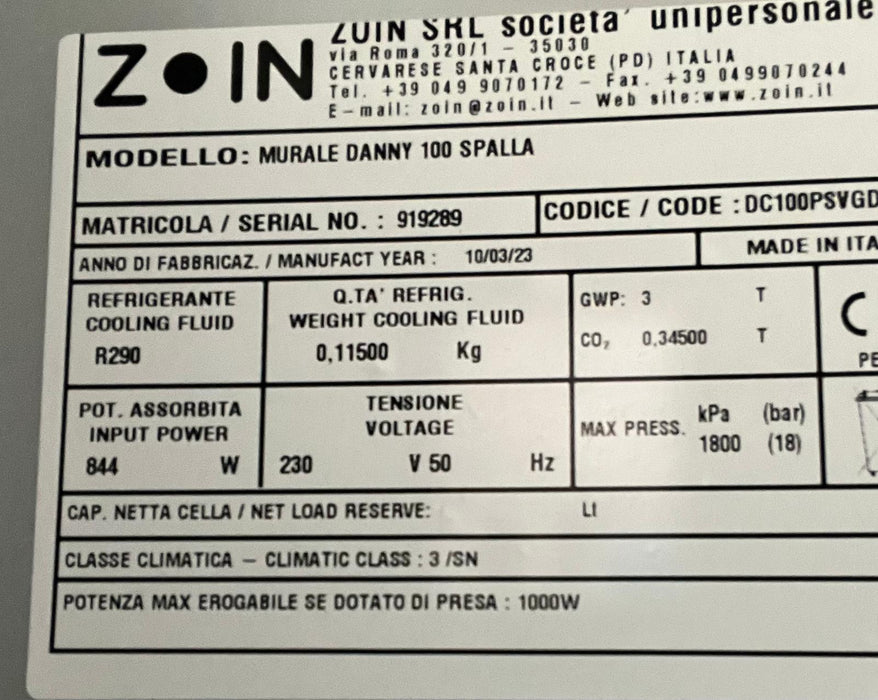 ZOIN
ZOIN SRL società unipersonale
via Roma 320/1 – 35030
CERVARESE SANTA CROCE (PD) ITALIA
Tel. +39 049 9070172 – Fax. +39 0499070244
E–mail: zoin@zoin.it – Web site:www.zoin.it
MODELLO: MURALE DANNY 100 SPALLA
MATRICOLA / SERIAL NO. : 919289
CODICE / CODE : DC100PSVGD
ANNO DI FABBRICAZ. / MANUFACT YEAR : 10/03/23
MADE IN ITA
REFRIGERANTE
COOLING FLUID
R290
Q.TA' REFRIG.
WEIGHT COOLING FLUID
0,11500 Kg
GWP: 3 T
CO₂ 0,34500 T
C
PE
POT. ASSORBITA
INPUT POWER
844 W
TENSIONE
VOLTAGE
230 V 50 Hz
MAX PRESS. kPa (bar)
1800 (18)
CAP. NETTA CELLA / NET LOAD RESERVE: Lt
CLASSE CLIMATICA – CLIMATIC CLASS : 3 /SN
POTENZA MAX EROGABILE SE DOTATO DI PRESA : 1000W